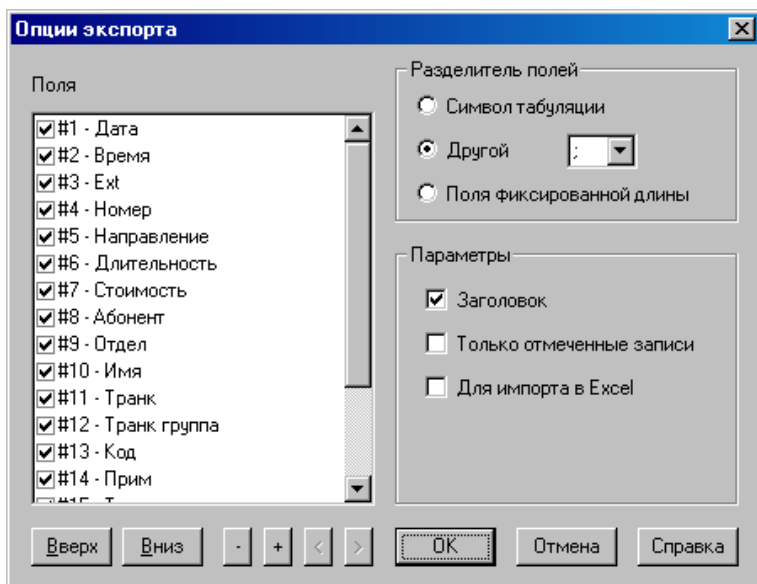 Опции экспорта
Поля
#1 - Дата
#2 - Время
#3 - Ext
#4 - Номер
#5 - Направление
#6 - Длительность
#7 - Стоимость
#8 - Абонент
#9 - Отдел
#10 - Имя
#11 - Транк
#12 - Транк группа
#13 - Код
#14 - Прим
Разделитель полей
Символ табуляции
Другой ;
Поля фиксированной длины
Параметры
Заголовок
Только отмеченные записи
Для импорта в Excel
Вверх Вниз - + < > OK Отмена Справка